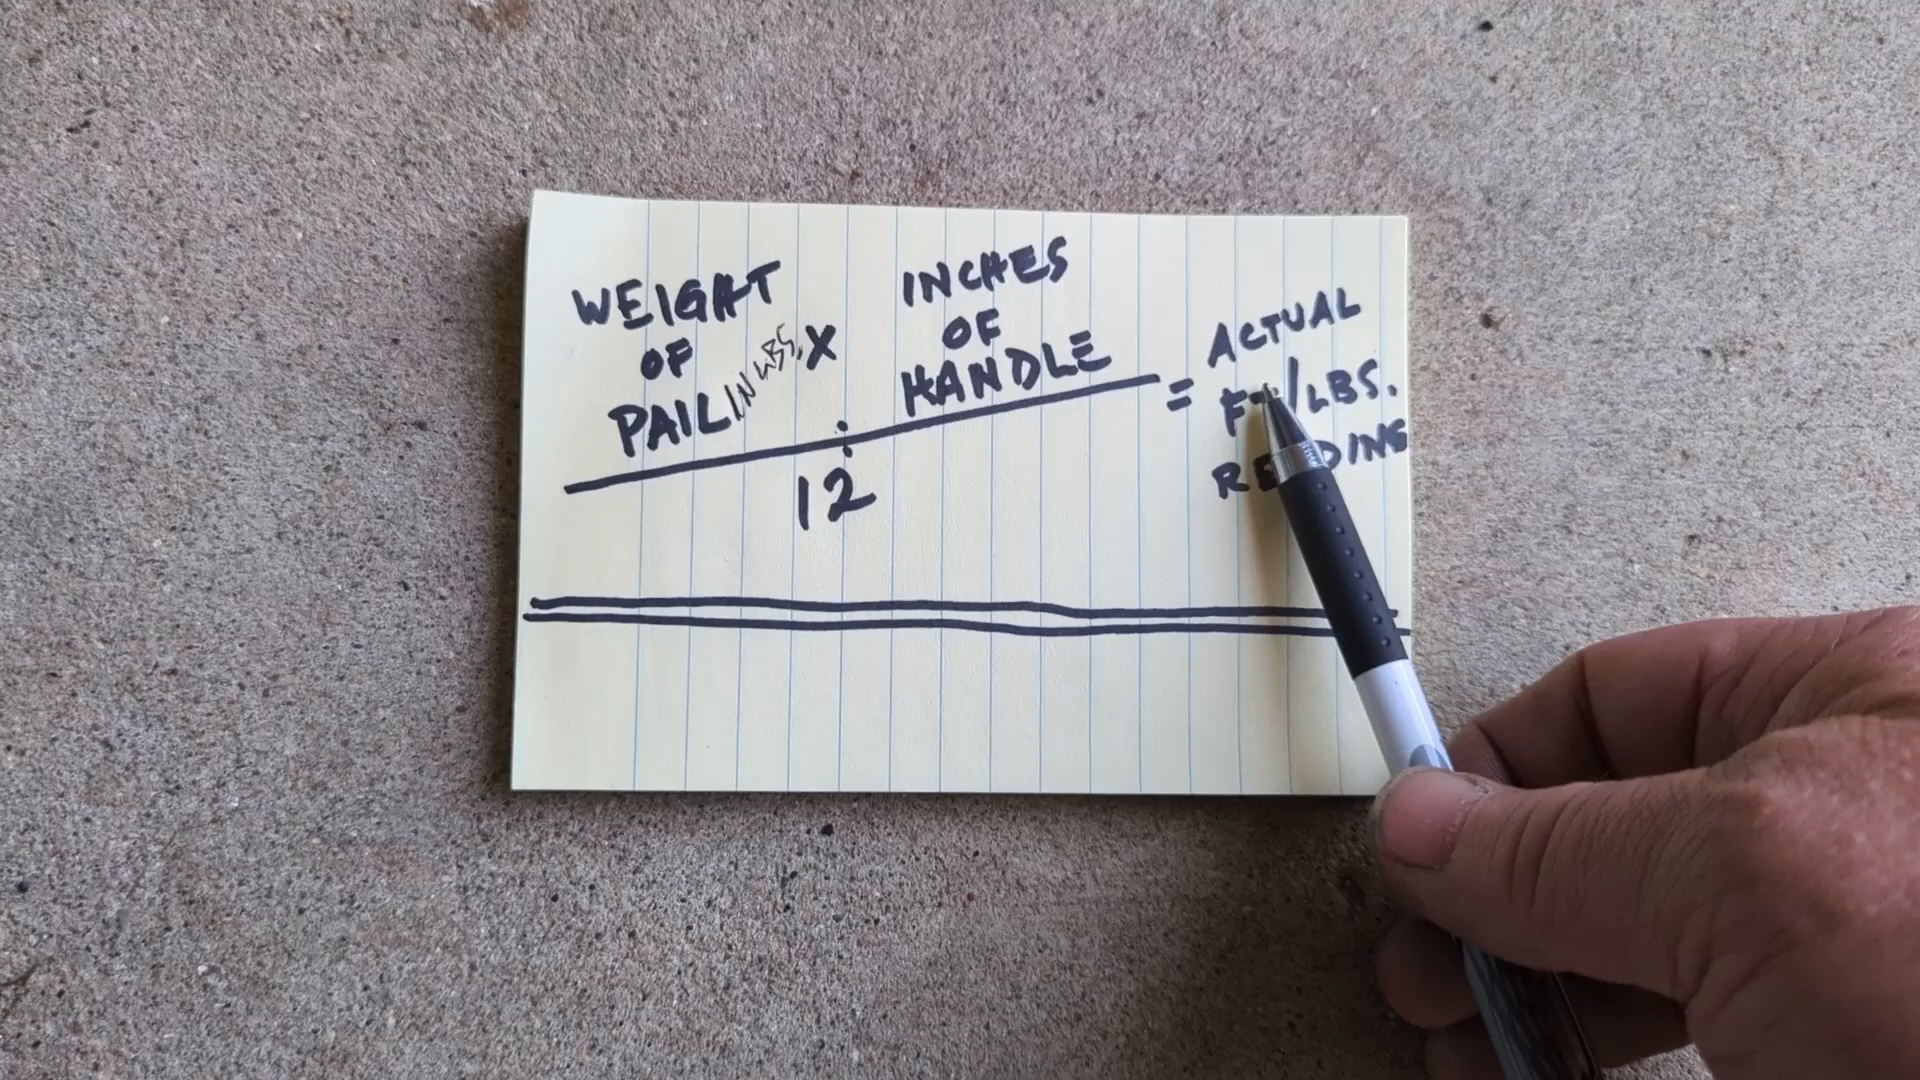 WEIGHT
OF
PAIL IN LBS. X
INCHES
OF
HANDLE
÷
12
=
ACTUAL
/LBS.